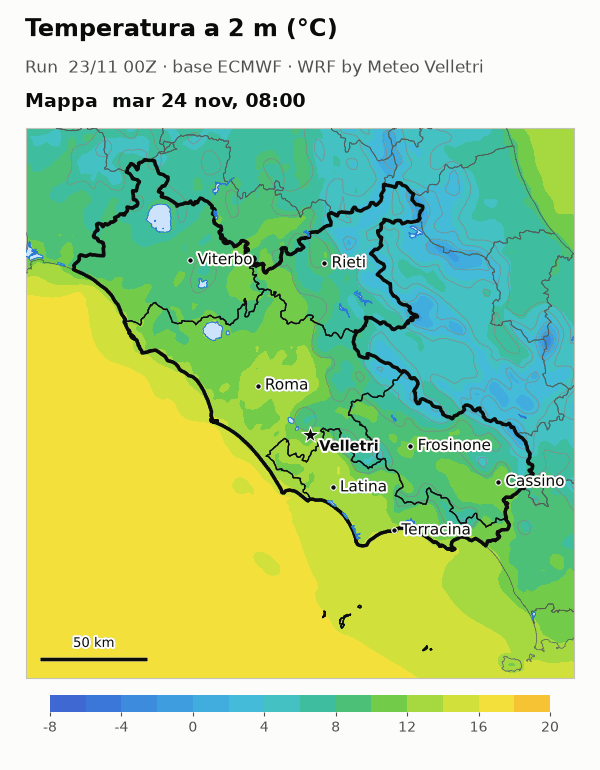 Temperatura a 2 m (°C)
Run  23/11 00Z · base ECMWF · WRF by Meteo Velletri
Mappa  mar 24 nov, 08:00
Viterbo
Rieti
Roma
Velletri
Frosinone
Cassino
Latina
Terracina
50 km
-8 -4 0 4 8 12 16 20